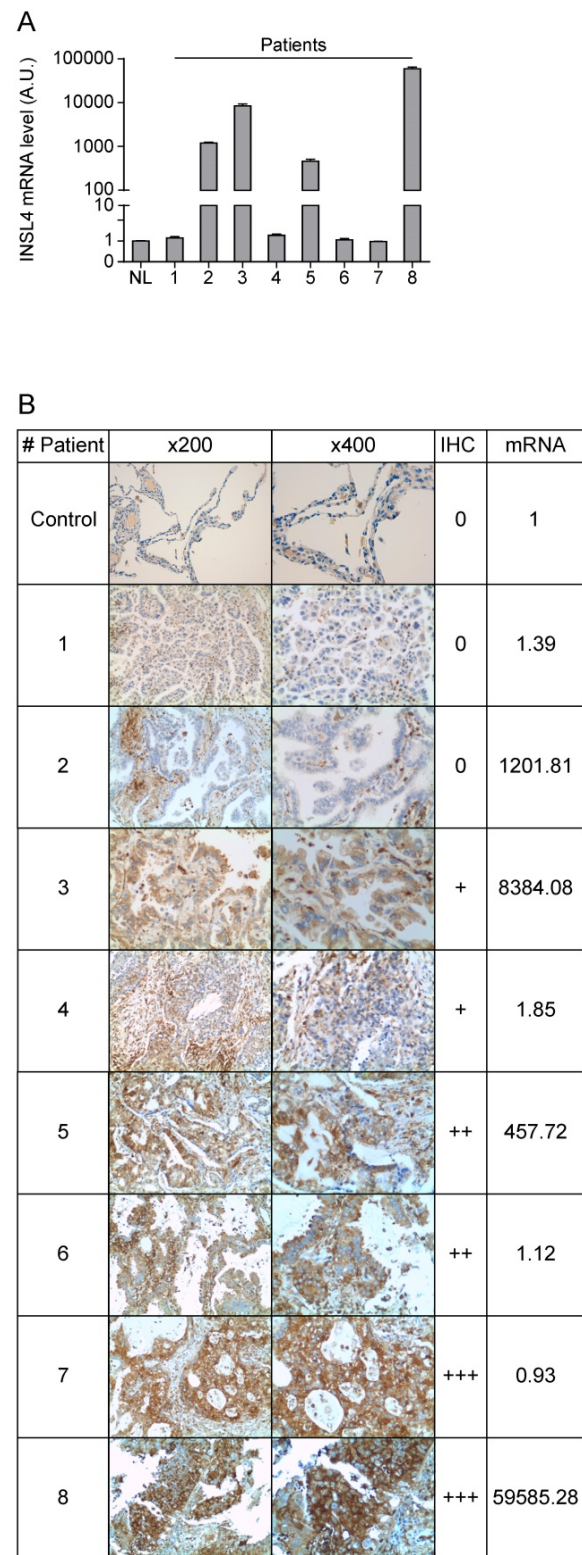 A
Patients
INSL4 mRNA level (A.U.)
100000
10000
1000
100
10
1
0
NL 1 2 3 4 5 6 7 8
B
# Patient x200 x400 IHC mRNA
Control 0 1
1 0 1.39
2 0 1201.81
3 + 8384.08
4 + 1.85
5 ++ 457.72
6 ++ 1.12
7 +++ 0.93
8 +++ 59585.28